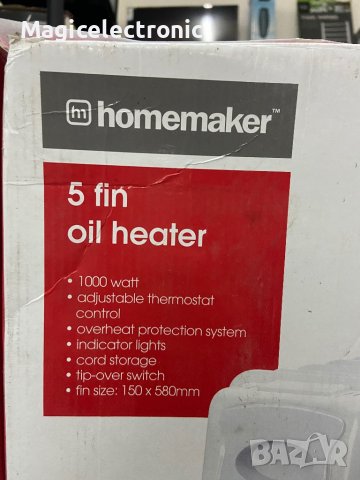 Magicelectronic
homemaker™
5 fin
oil heater
• 1000 watt
• adjustable thermostat
control
• overheat protection system
• indicator lights
• cord storage
• tip-over switch
• fin size: 150 x 580mm
BAZAR